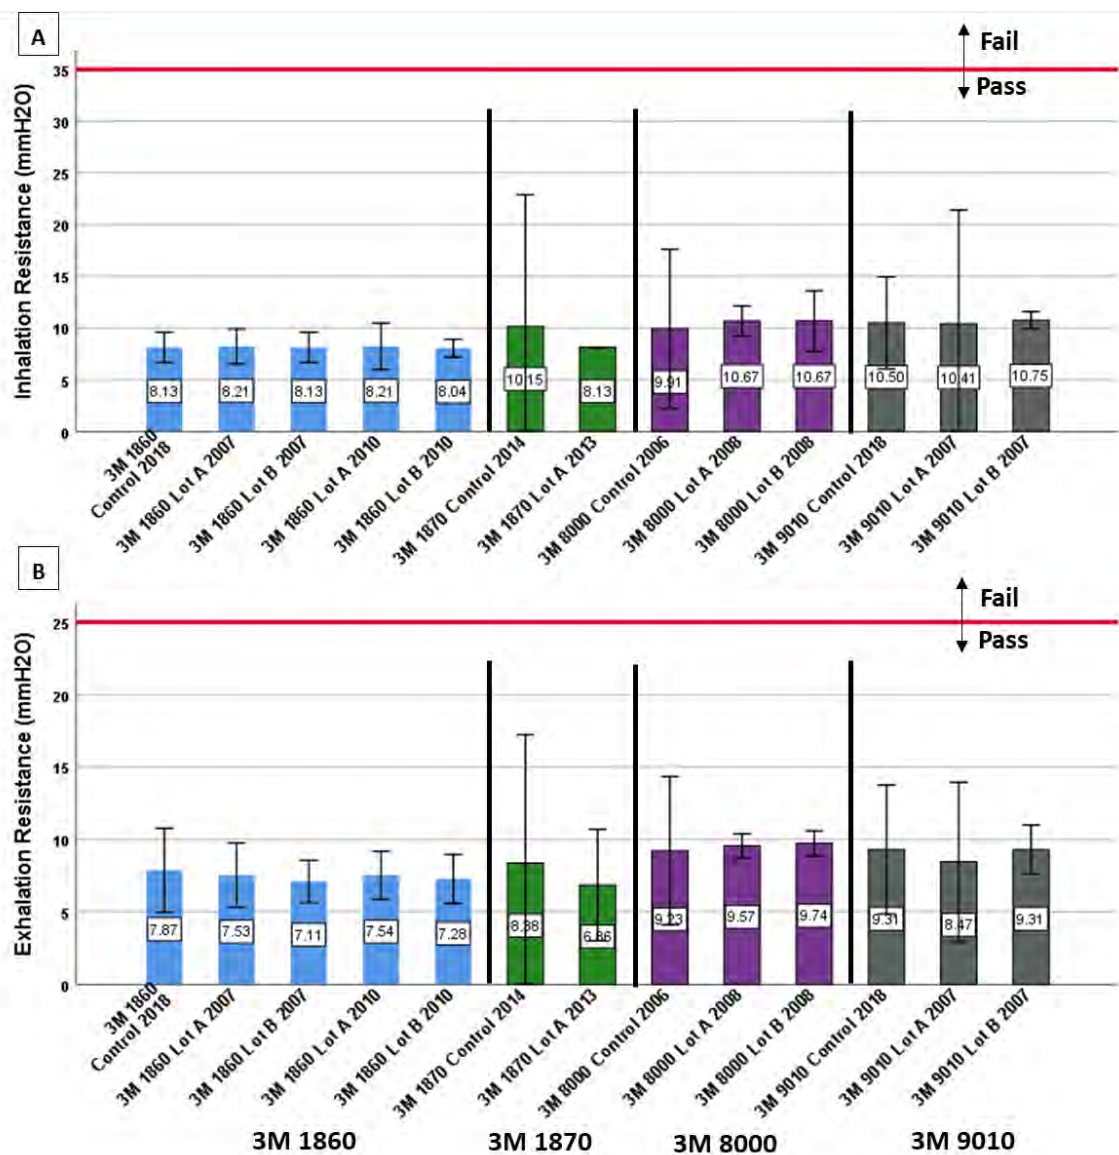 A
Fail
Pass
Inhalation Resistance (mmH2O)
35
30
25
20
15
10
5
0
8.13
8.21
8.13
8.21
8.04
10.15
8.13
9.91
10.67
10.67
10.50
10.41
10.75
3M 1860
Control 2018
3M 1860 Lot A 2007
3M 1860 Lot B 2007
3M 1860 Lot A 2010
3M 1860 Lot B 2010
3M 1870 Control 2014
3M 1870 Lot A 2013
3M 8000 Control 2006
3M 8000 Lot A 2008
3M 8000 Lot B 2008
3M 9010 Control 2018
3M 9010 Lot A 2007
3M 9010 Lot B 2007
B
Fail
Pass
Exhalation Resistance (mmH2O)
25
20
15
10
5
0
7.87
7.53
7.11
7.54
7.28
8.38
6.86
9.23
9.57
9.74
9.31
8.47
9.31
3M 1860
Control 2018
3M 1860 Lot A 2007
3M 1860 Lot B 2007
3M 1860 Lot A 2010
3M 1860 Lot B 2010
3M 1870 Control 2014
3M 1870 Lot A 2013
3M 8000 Control 2006
3M 8000 Lot A 2008
3M 8000 Lot B 2008
3M 9010 Control 2018
3M 9010 Lot A 2007
3M 9010 Lot B 2007
3M 1860
3M 1870
3M 8000
3M 9010